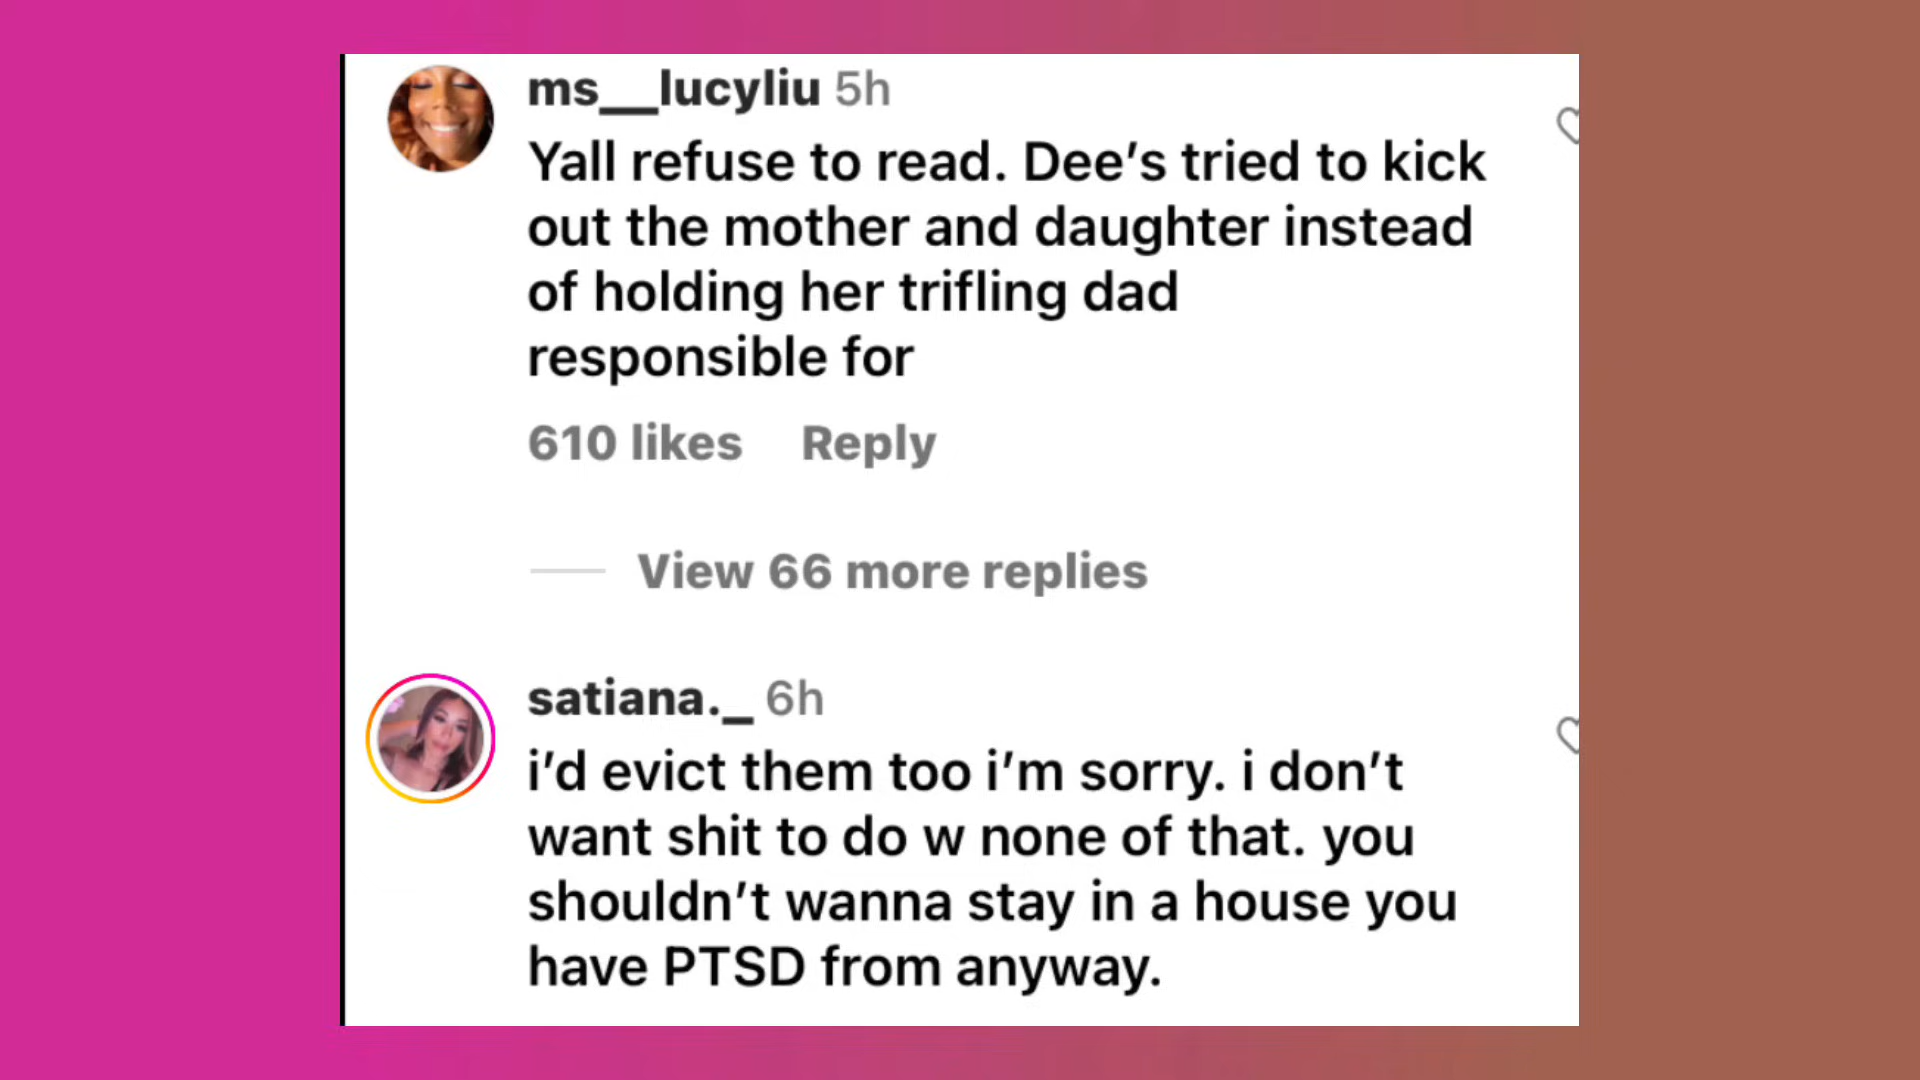 ms__lucyliu 5h
Yall refuse to read. Dee’s tried to kick
out the mother and daughter instead
of holding her trifling dad
responsible for
610 likes Reply
View 66 more replies
satiana._ 6h
i’d evict them too i’m sorry. i don’t
want shit to do w none of that. you
shouldn’t wanna stay in a house you
have PTSD from anyway.